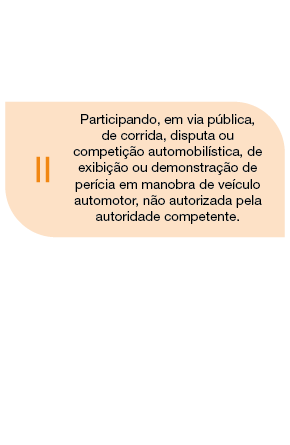 II
Participando, em via pública,
de corrida, disputa ou
competição automobilística, de
exibição ou demonstração de
perícia em manobra de veículo
automotor, não autorizada pela
autoridade competente.